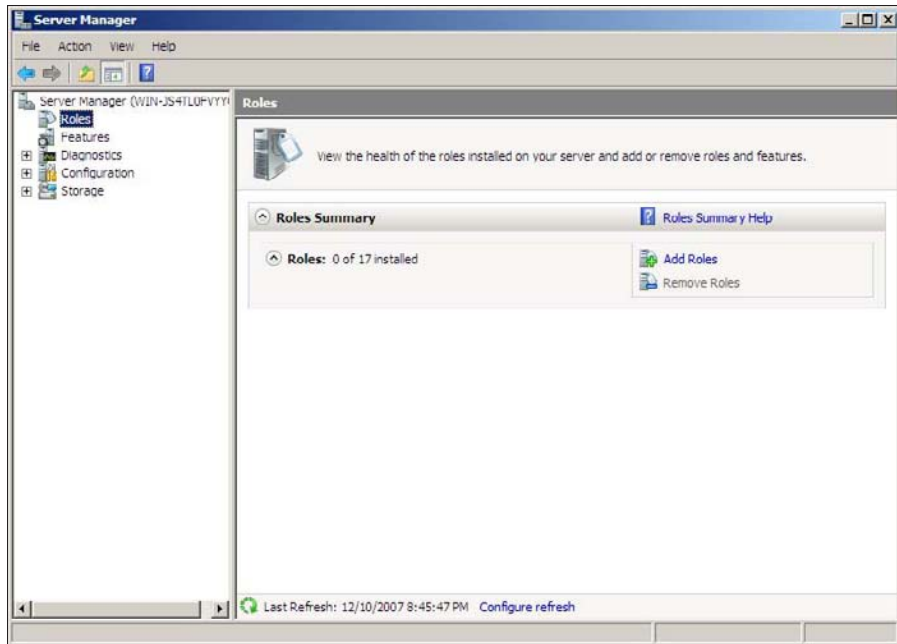 Server Manager
File Action View Help
Server Manager (WIN-JS4TL0FVYY
Roles
Features
Diagnostics
Configuration
Storage
Roles
View the health of the roles installed on your server and add or remove roles and features.
Roles Summary
Roles Summary Help
Roles: 0 of 17 installed
Add Roles
Remove Roles
Last Refresh: 12/10/2007 8:45:47 PM Configure refresh